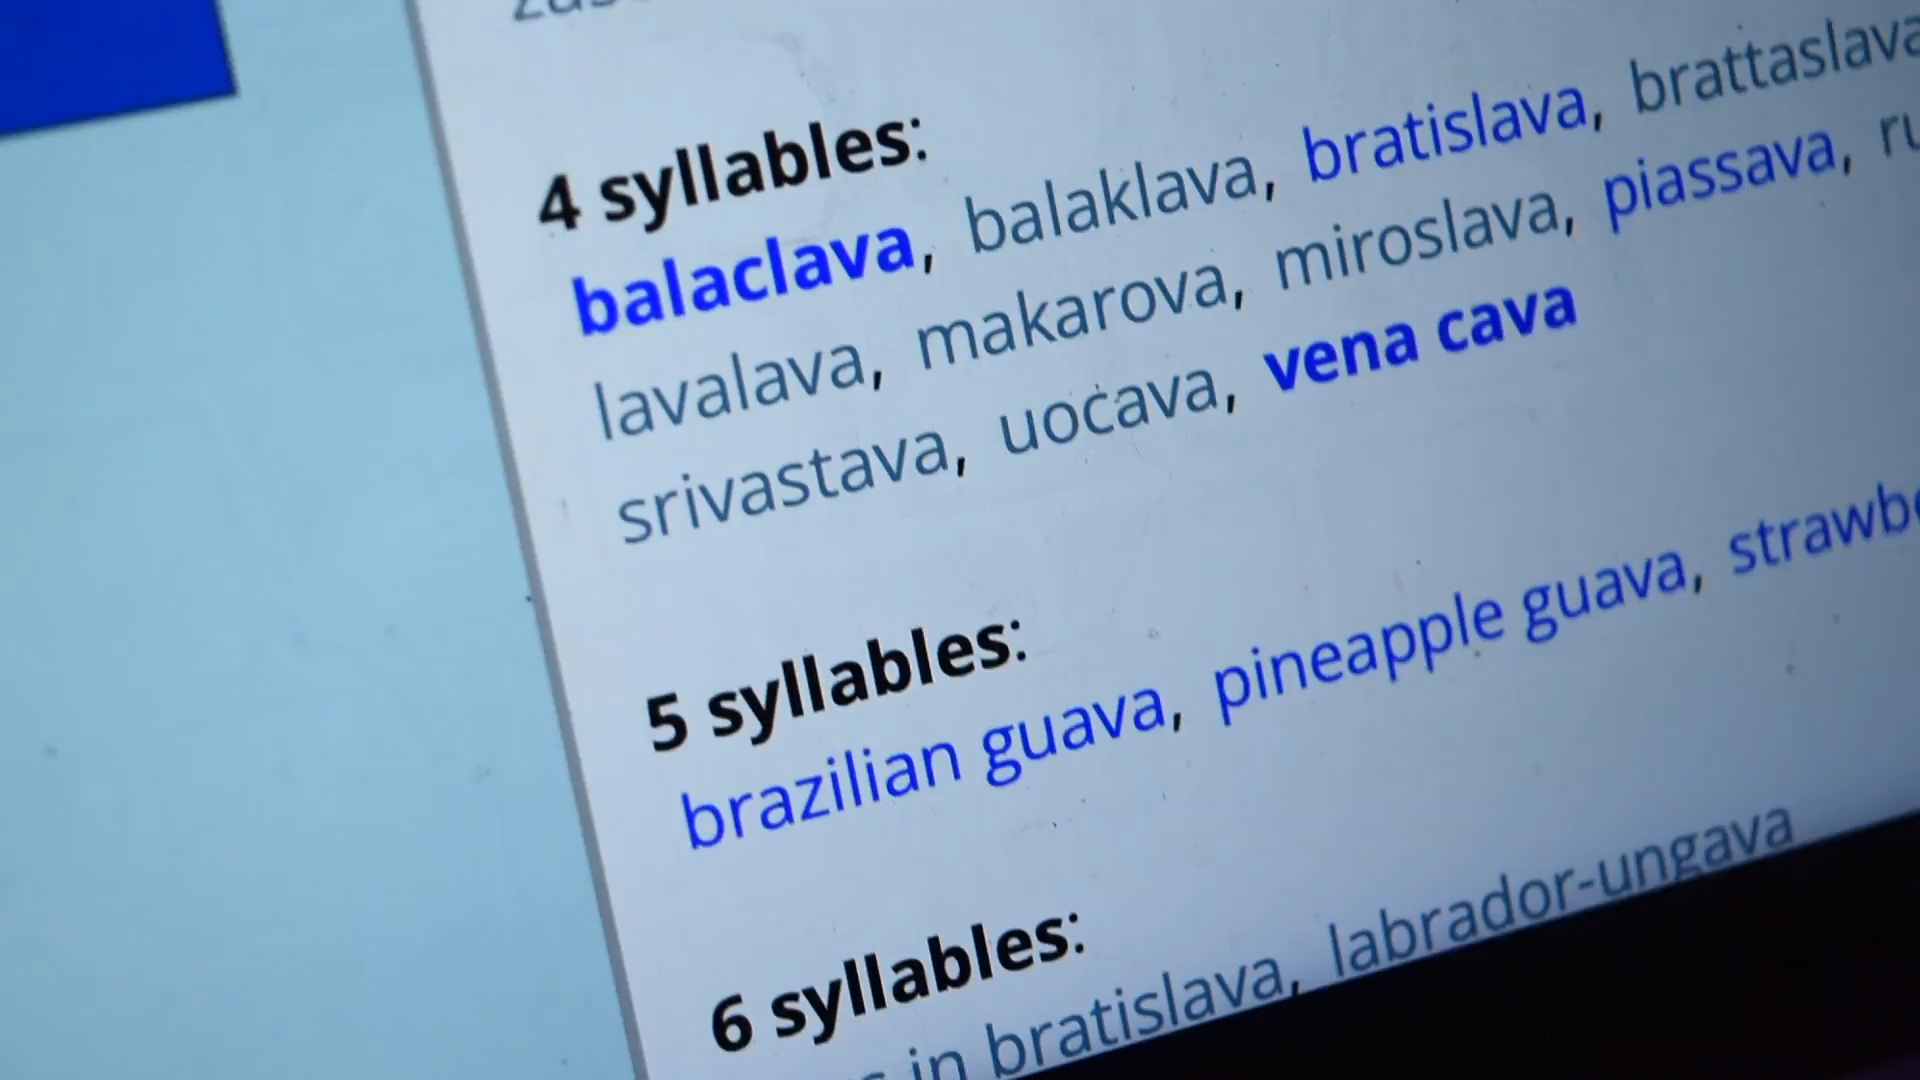 4 syllables:
balaclava, balaklava, bratislava, brattaslava
lavalava, makarova, miroslava, piassava,
srivastava, uocava, vena cava
5 syllables:
brazilian guava, pineapple guava,
6 syllables:
in bratislava, labrador-ungava